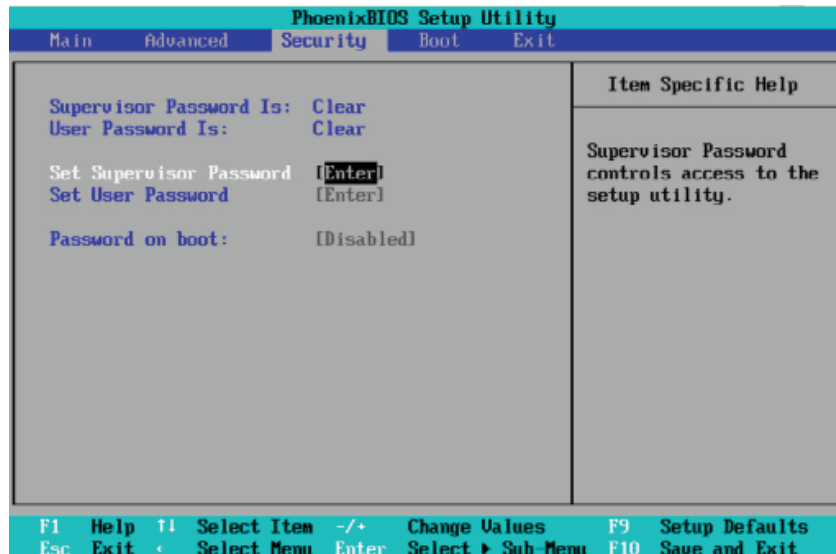 PhoenixBIOS Setup Utility
Main Advanced Security Boot Exit
Item Specific Help
Supervisor Password Is: Clear
User Password Is: Clear
Set Supervisor Password [Enter]
Set User Password [Enter]
Password on boot: [Disabled]
Supervisor Password
controls access to the
setup utility.
F1 Help ↑↓ Select Item -/+ Change Values F9 Setup Defaults
Esc Exit ← Select Menu Enter Select ▶ Sub-Menu F10 Save and Exit